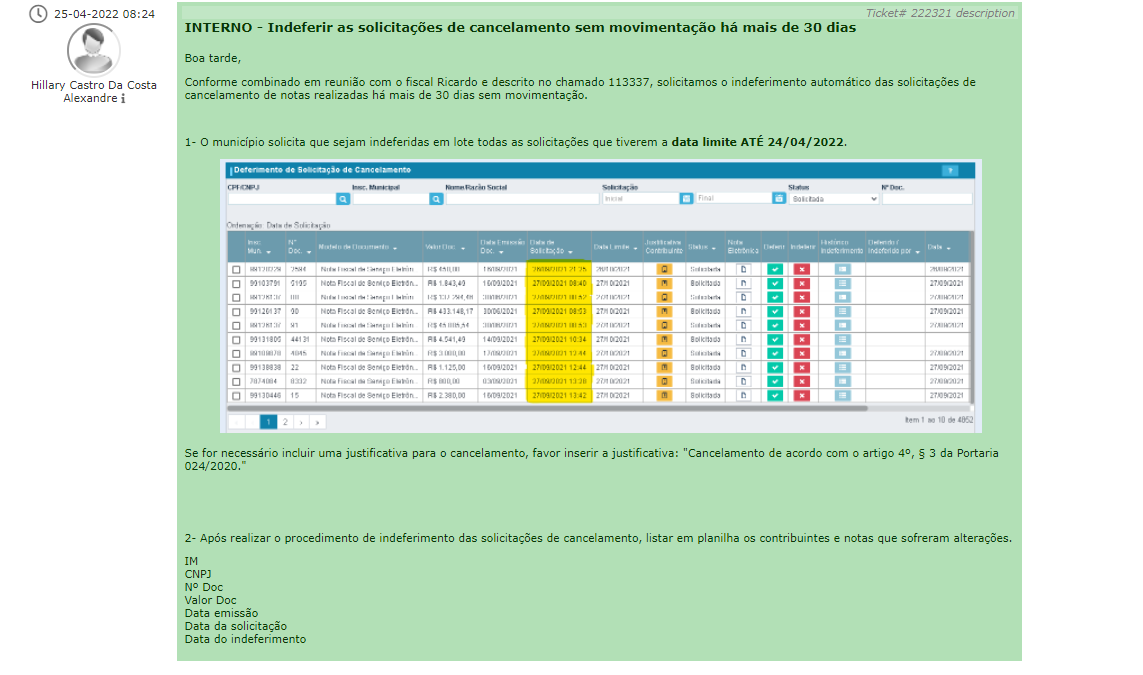 25-04-2022 08:24
Hillary Castro Da Costa
Alexandre i
Ticket# 222321 description
INTERNO - Indeferir as solicitações de cancelamento sem movimentação há mais de 30 dias
Boa tarde,
Conforme combinado em reunião com o fiscal Ricardo e descrito no chamado 113337, solicitamos o indeferimento automático das solicitações de
cancelamento de notas realizadas há mais de 30 dias sem movimentação.
1- O município solicita que sejam indeferidas em lote todas as solicitações que tiverem a data limite ATÉ 24/04/2022.
Deferimento de Solicitação de Cancelamento ?
CPF/CNPJ Insc. Municipal Nome/Razão Social Solicitação Status Nº Doc.
Inicial Final Solicitada
Ordenação: Data de Solicitação
Insc. Mun. Nº Doc. Modelo de Documento Valor Doc. Data Emissão Doc. Data de Solicitação Data Limite Justificativa Contribuinte Status Nota Eletrônica Deferir Indeferir Histórico Indeferimento Deferido / Indeferido por Data
99120229 2594 Nota Fiscal de Serviço Eletrôn... R$ 450,00 16/09/2021 26/09/2021 21:25 26/10/2021 Solicitada 26/09/2021
99103791 5195 Nota Fiscal de Serviço Eletrôn... R$ 1.843,49 16/09/2021 27/09/2021 08:40 27/10/2021 Solicitada 27/09/2021
99126137 Nota Fiscal de Serviço Eletrôn... 30/06/2021 27/09/2021 08:52 27/10/2021 Solicitada 27/09/2021
99126137 90 Nota Fiscal de Serviço Eletrôn... R$ 433.148,17 30/06/2021 27/09/2021 08:53 27/10/2021 Solicitada 27/09/2021
99126137 91 Nota Fiscal de Serviço Eletrôn... 30/06/2021 27/09/2021 08:53 27/10/2021 Solicitada 27/09/2021
99131805 44131 Nota Fiscal de Serviço Eletrôn... R$ 4.541,49 14/09/2021 27/09/2021 10:34 27/10/2021 Solicitada
4845 Nota Fiscal de Serviço Eletrôn... R$ 3.000,00 17/09/2021 27/09/2021 12:44 27/10/2021 Solicitada 27/09/2021
99138838 22 Nota Fiscal de Serviço Eletrôn... R$ 1.125,00 16/09/2021 27/09/2021 12:44 27/10/2021 Solicitada 27/09/2021
7874084 Nota Fiscal de Serviço Eletrôn... R$ 800,00 03/09/2021 27/09/2021 13:28 27/10/2021 Solicitada 27/09/2021
99130446 15 Nota Fiscal de Serviço Eletrôn... R$ 2.380,00 16/09/2021 27/09/2021 13:42 27/10/2021 Solicitada 27/09/2021
1 2 › » Item 1 ao 10 de 4852
Se for necessário incluir uma justificativa para o cancelamento, favor inserir a justificativa: "Cancelamento de acordo com o artigo 4º, § 3 da Portaria
024/2020."
2- Após realizar o procedimento de indeferimento das solicitações de cancelamento, listar em planilha os contribuintes e notas que sofreram alterações.
IM
CNPJ
Nº Doc
Valor Doc
Data emissão
Data da solicitação
Data do indeferimento